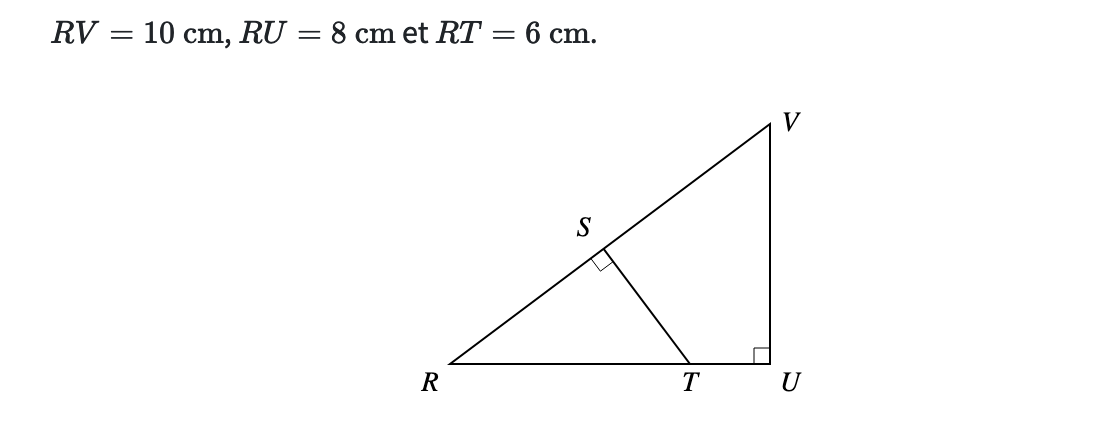 RV = 10 cm, RU = 8 cm et RT = 6 cm.
V
S
R
T
U